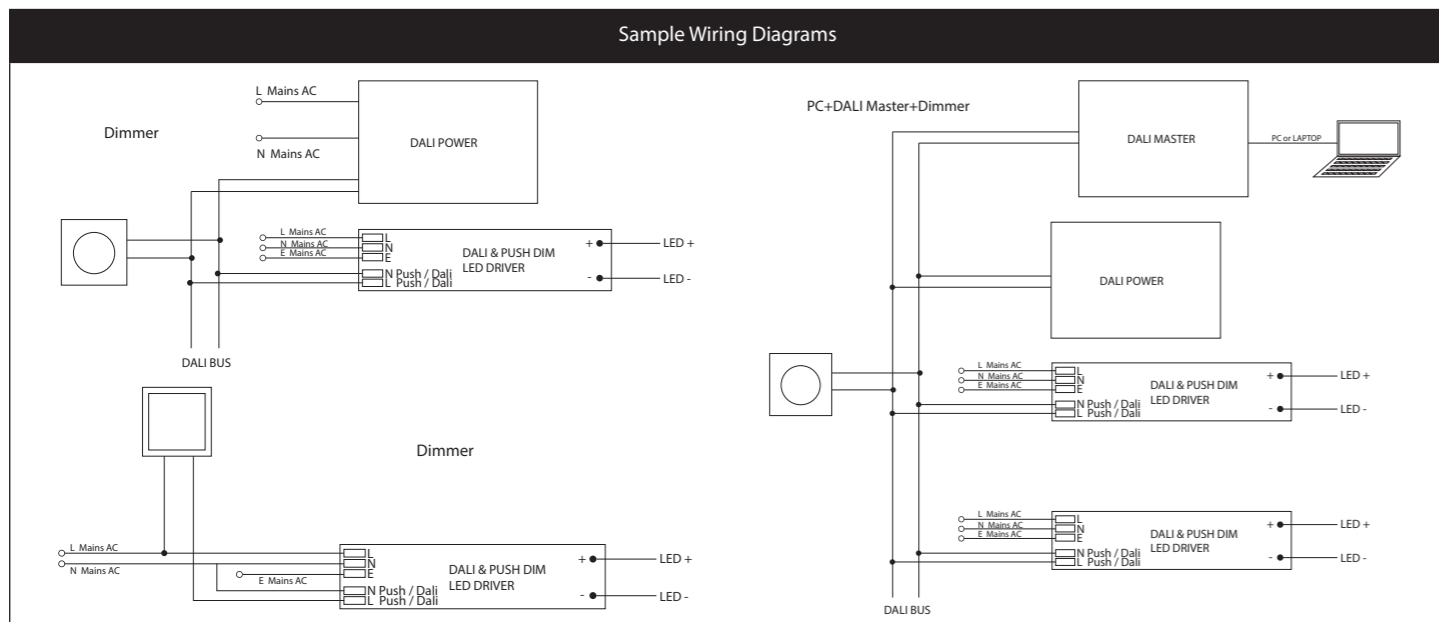 Sample Wiring Diagrams
L Mains AC
Dimmer
N Mains AC
DALI POWER
L Mains AC
N Mains AC
E Mains AC
L
N
E
N Push / Dali
L Push / Dali
DALI & PUSH DIM
LED DRIVER
+
LED +
-
LED -
DALI BUS
Dimmer
L Mains AC
N Mains AC
E Mains AC
L
N
E
N Push / Dali
L Push / Dali
DALI & PUSH DIM
LED DRIVER
+
LED +
-
LED -
PC+DALI Master+Dimmer
DALI MASTER
PC or LAPTOP
DALI POWER
L Mains AC
N Mains AC
E Mains AC
L
N
E
N Push / Dali
L Push / Dali
DALI & PUSH DIM
LED DRIVER
+
LED +
-
LED -
L Mains AC
N Mains AC
E Mains AC
L
N
E
N Push / Dali
L Push / Dali
DALI & PUSH DIM
LED DRIVER
+
LED +
-
LED -
DALI BUS